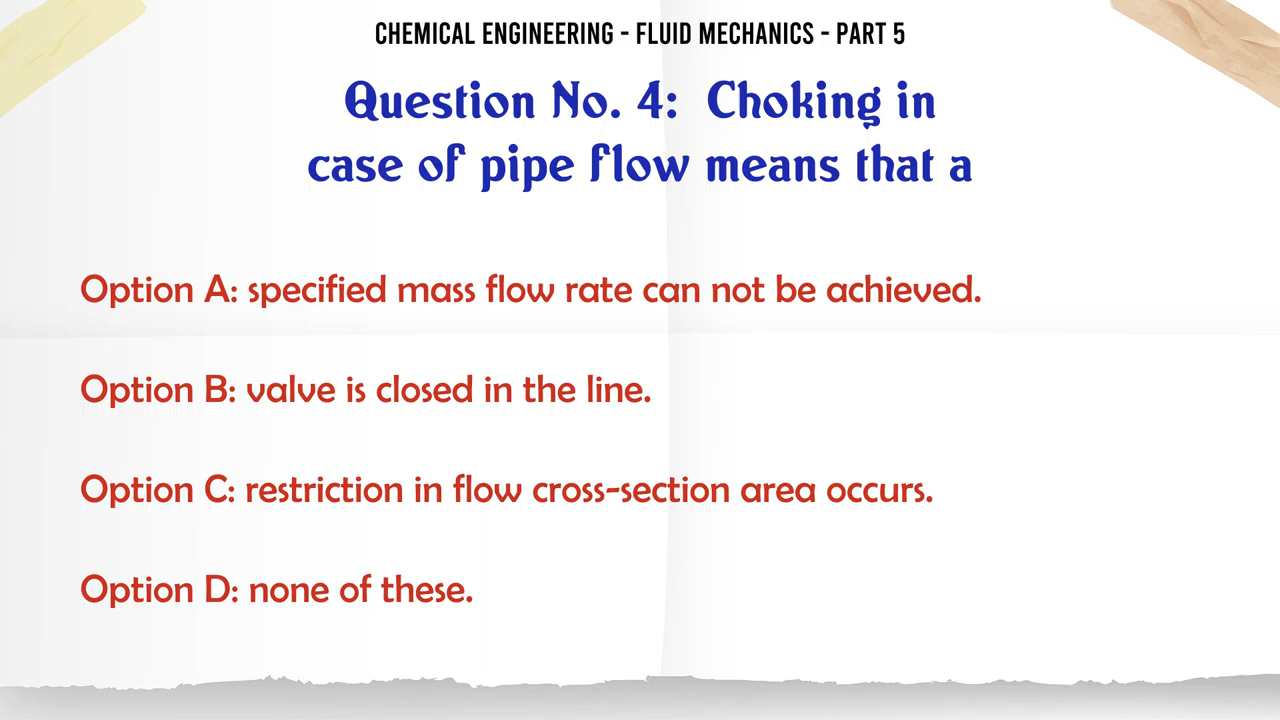 CHEMICAL ENGINEERING - FLUID MECHANICS - PART 5
Question No. 4: Choking in
case of pipe flow means that a
Option A: specified mass flow rate can not be achieved.
Option B: valve is closed in the line.
Option C: restriction in flow cross-section area occurs.
Option D: none of these.